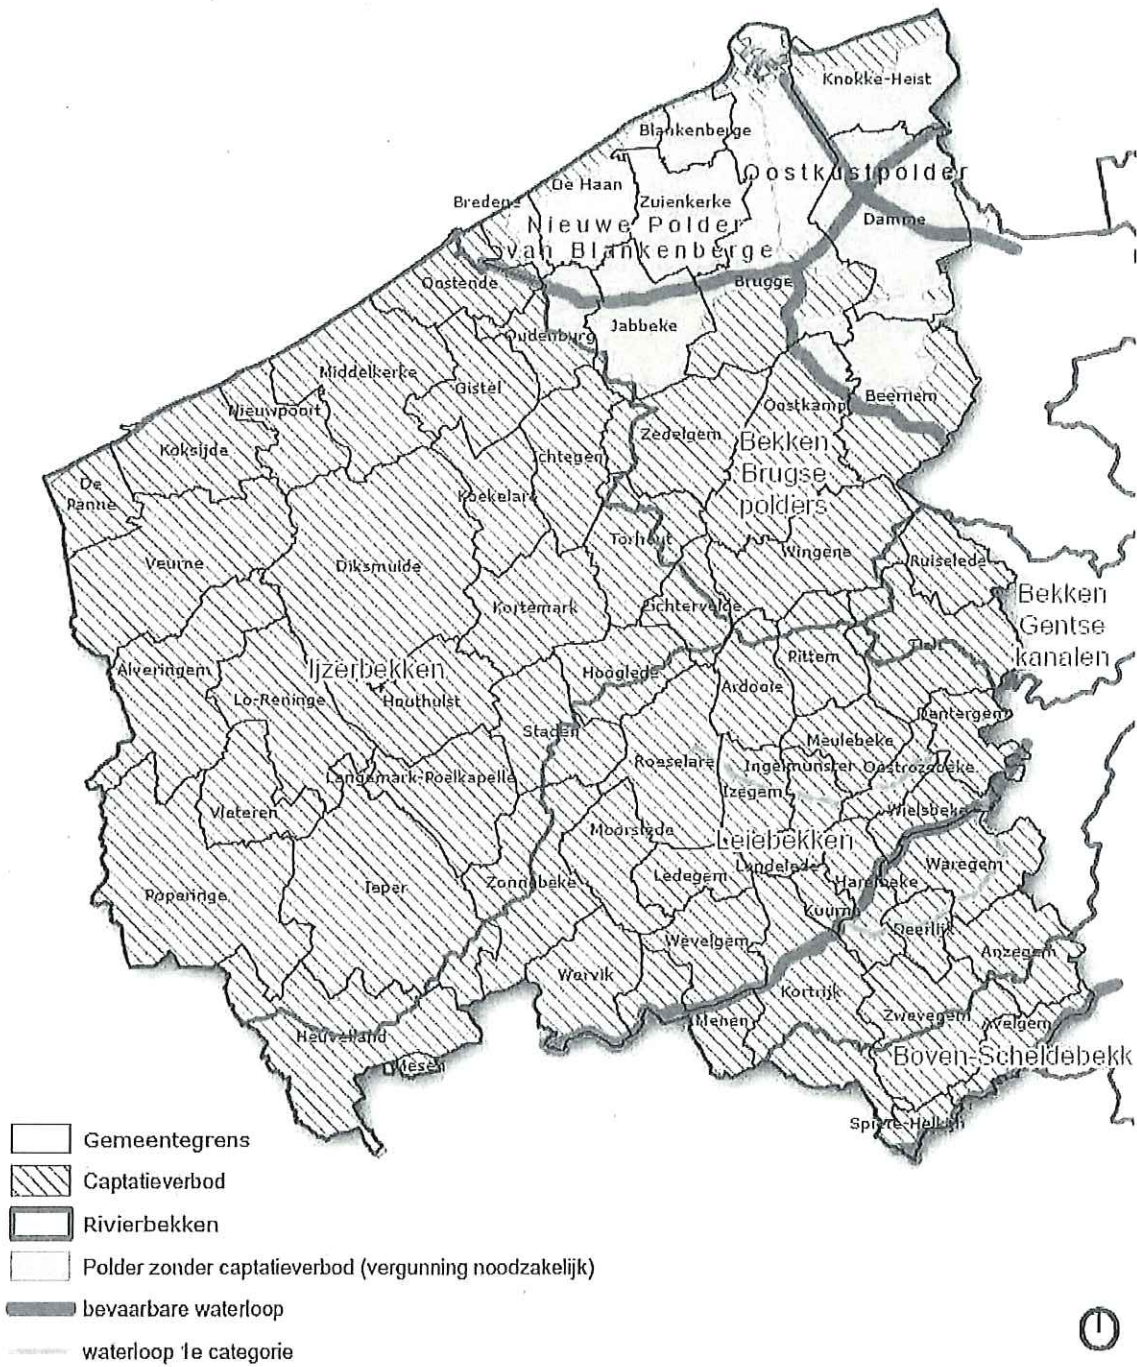 Knokke-Heist
Blankenberge
Oostkustpolder
De Haan
Zuienkerke
Bredene
Damme
Nieuwe Polder
van Blankenberge
Oostende
Brugge
Jabbeke
Oudenburg
Middelkerke
Gistel
Beernem
Oostkamp
Nieuwpoort
Koksijde
Zedelgem
Bekken
Brugse
polders
Ichtegem
De
Panne
Koekelare
Torhout
Wingene
Veurne
Diksmulde
Ruiselede
Bekken
Gentse
kanalen
Kortemark
Lichtervelde
Tielt
Pittem
Alveringem
Ijzerbekken
Hooglede
Ardooie
Lo-Reninge
Houthulst
Dentergem
Staden
Meulebeke
Roeselare
Ingelmunster
Oostrozebeke
Langemark-Poelkapelle
Izegem
Vleteren
Wielsbeke
Moorslede
Leiebekken
Lendelede
Waregem
Ledegem
Harelbeke
Poperinge
Ieper
Zonnebeke
Kuurne
Deerlijk
Wevelgem
Anzegem
Wervik
Kortrijk
Zwevegem
Menen
Avelgem
Heuvelland
Boven-Scheldebekk
Mesen
Spiere-Helkijn
Gemeentegrens
Captatieverbod
Rivierbekken
Polder zonder captatieverbod (vergunning noodzakelijk)
bevaarbare waterloop
waterloop 1e categorie